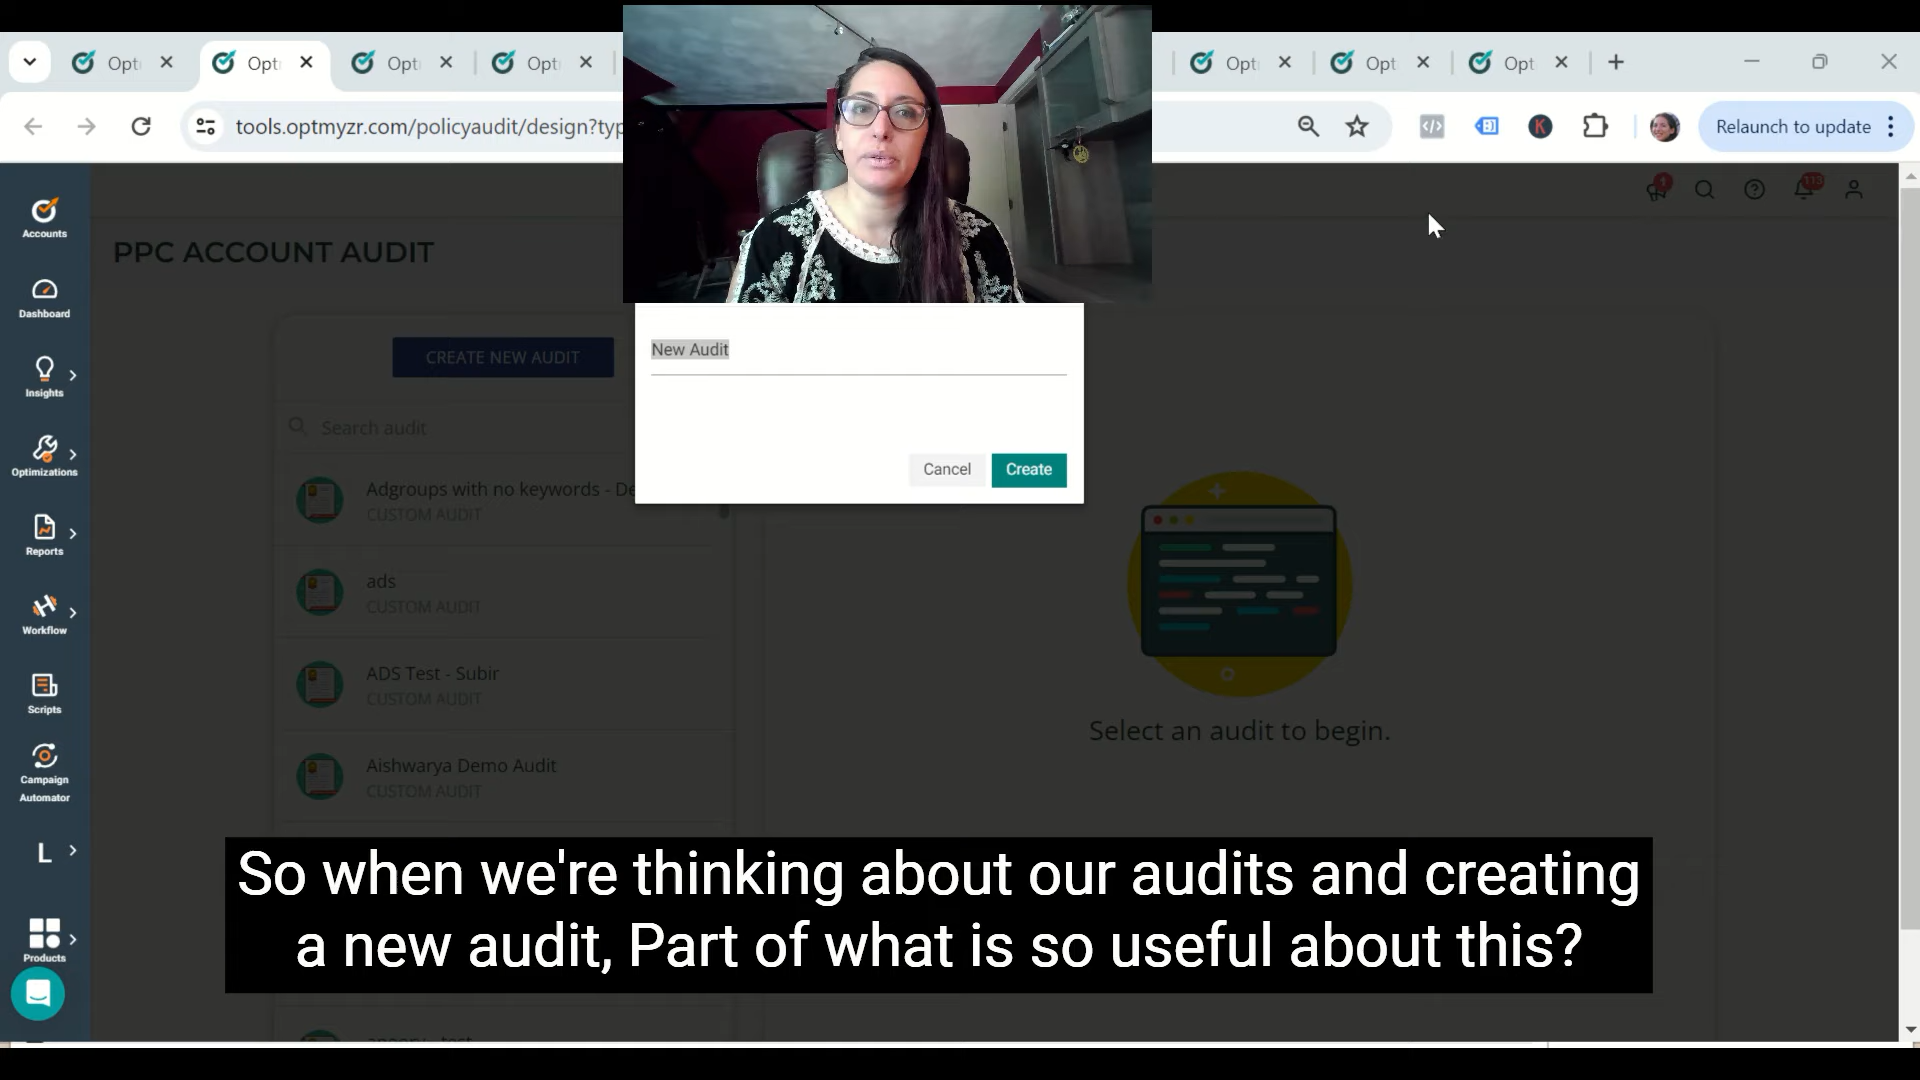 Opt
Opt
Opt
Opt
Opt
Opt
Opt
tools.optmyzr.com/policyaudit/design?typ
Relaunch to update
Accounts
1
113
PPC ACCOUNT AUDIT
Dashboard
New Audit
CREATE NEW AUDIT
Insights
Search audit
Optimizations
Cancel
Create
Adgroups with no keywords - De
CUSTOM AUDIT
Reports
ads
CUSTOM AUDIT
Workflow
ADS Test - Subir
CUSTOM AUDIT
Scripts
Select an audit to begin.
Aishwarya Demo Audit
CUSTOM AUDIT
Campaign
Automator
L
So when we're thinking about our audits and creating
a new audit, Part of what is so useful about this?
Products